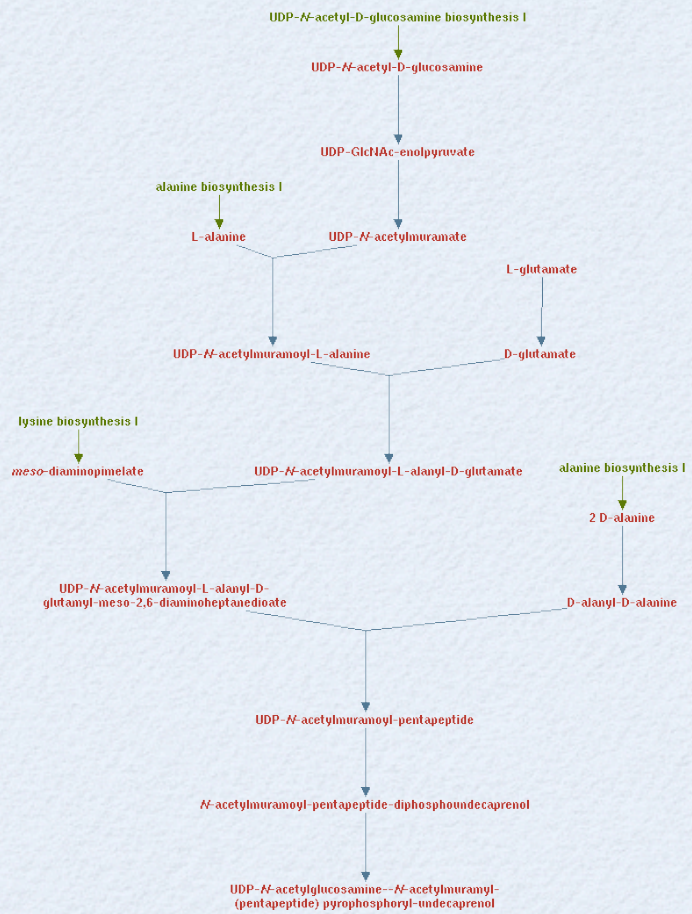 UDP-N-acetyl-D-glucosamine biosynthesis I
UDP-N-acetyl-D-glucosamine
UDP-GlcNAc-enolpyruvate
alanine biosynthesis I
L-alanine
UDP-N-acetylmuramate
L-glutamate
UDP-N-acetylmuramoyl-L-alanine
D-glutamate
lysine biosynthesis I
meso-diaminopimelate
UDP-N-acetylmuramoyl-L-alanyl-D-glutamate
alanine biosynthesis I
2 D-alanine
UDP-N-acetylmuramoyl-L-alanyl-D-
glutamyl-meso-2,6-diaminoheptanedioate
D-alanyl-D-alanine
UDP-N-acetylmuramoyl-pentapeptide
N-acetylmuramoyl-pentapeptide-diphosphoundecaprenol
UDP-N-acetylglucosamine--N-acetylmuramyl-
(pentapeptide) pyrophosphoryl-undecaprenol